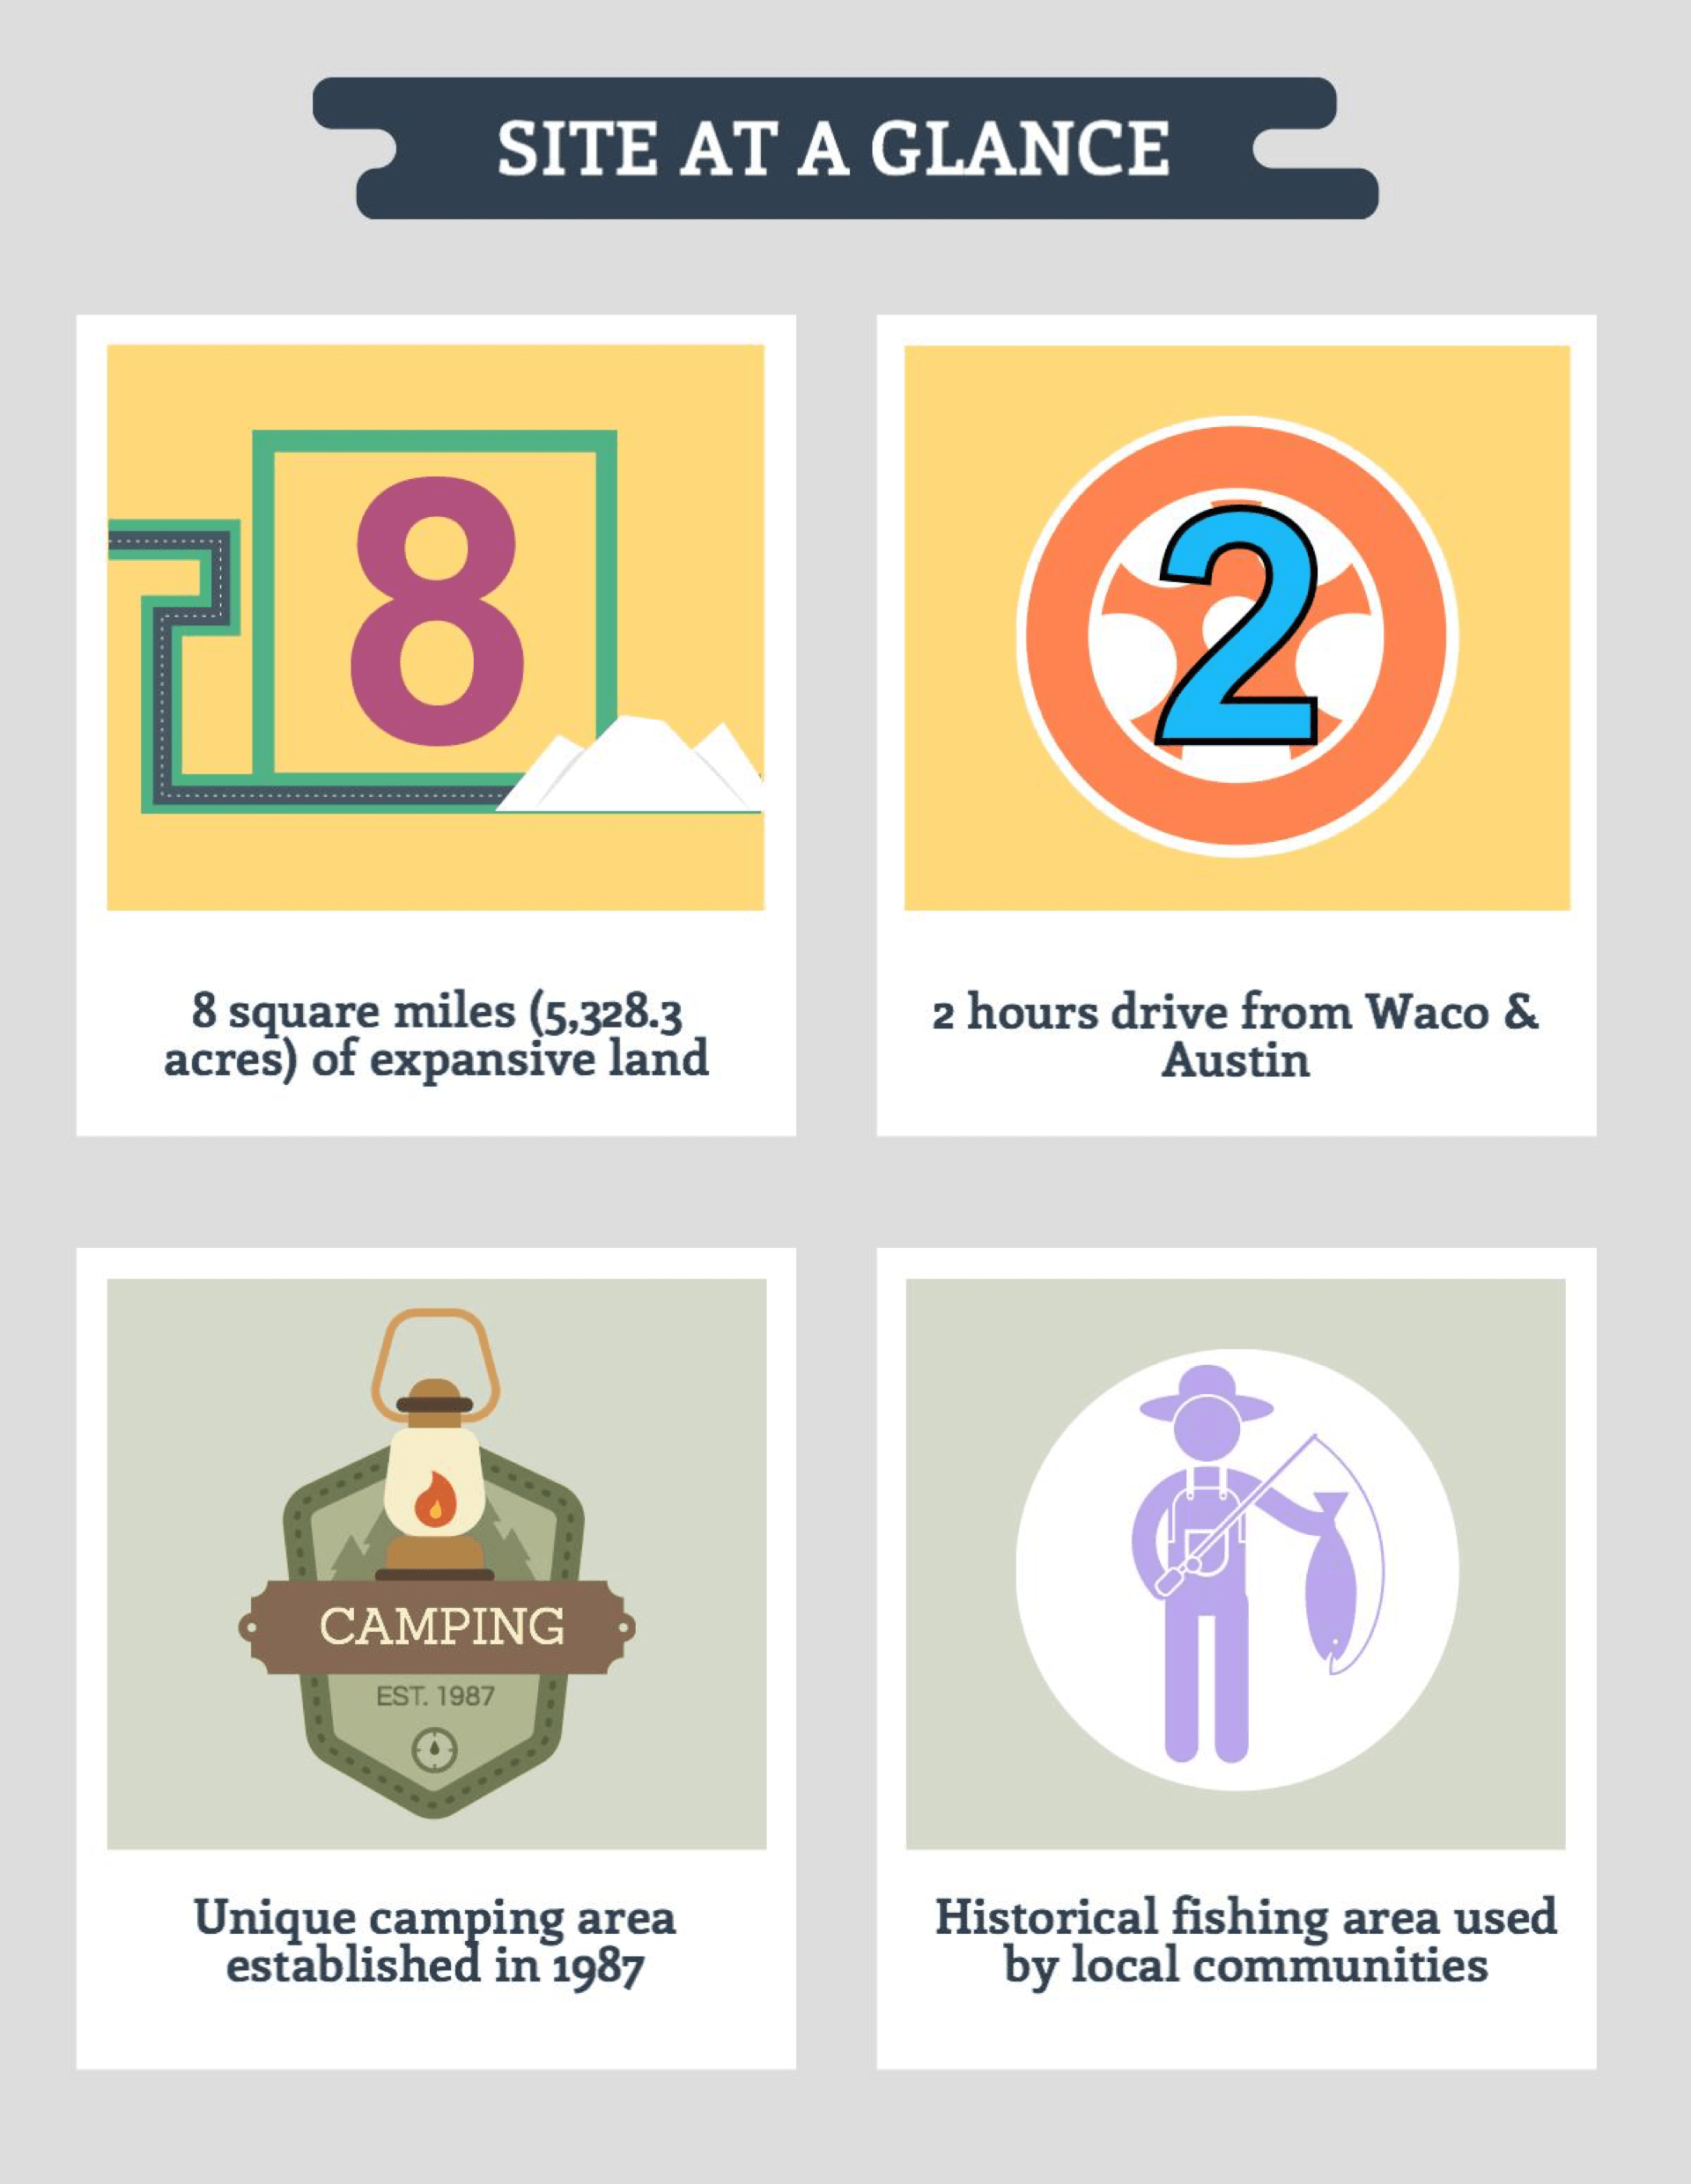 SITE AT A GLANCE
8
2
8 square miles (5,328.3
acres) of expansive land
2 hours drive from Waco &
Austin
CAMPING
EST. 1987
Unique camping area
established in 1987
Historical fishing area used
by local communities